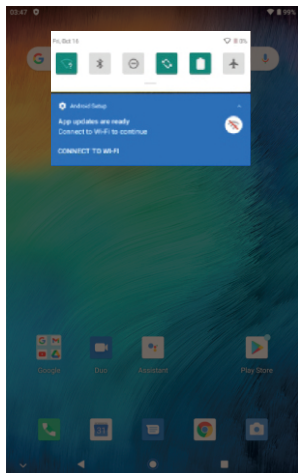 03:47
99%
Fri, Oct 16
Android Setup
App updates are ready
Connect to Wi-Fi to continue
CONNECT TO WI-FI
Google
Duo
Assistant
Play Store
31